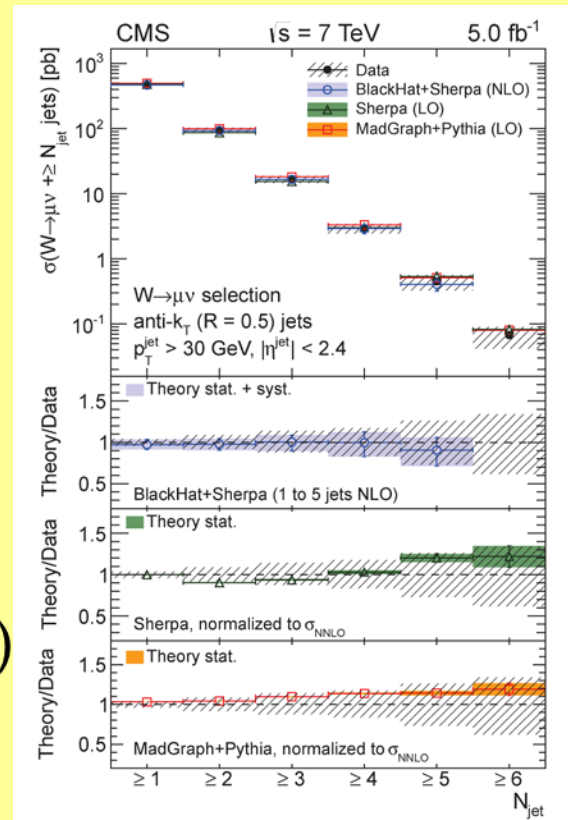 CMS √s = 7 TeV 5.0 fb⁻¹
σ(W→μν +≥ N_jet jets) [pb]
10³
10²
10
1
10⁻¹
Data
BlackHat+Sherpa (NLO)
Sherpa (LO)
MadGraph+Pythia (LO)
W→μν selection
anti-k_T (R = 0.5) jets
p_T^jet > 30 GeV, |η^jet| < 2.4
Theory/Data
1.5
1
0.5
Theory stat. + syst.
BlackHat+Sherpa (1 to 5 jets NLO)
Theory/Data
1.5
1
0.5
Theory stat.
Sherpa, normalized to σ_NNLO
Theory/Data
1.5
1
0.5
Theory stat.
MadGraph+Pythia, normalized to σ_NNLO
≥ 1 ≥ 2 ≥ 3 ≥ 4 ≥ 5 ≥ 6
N_jet
)